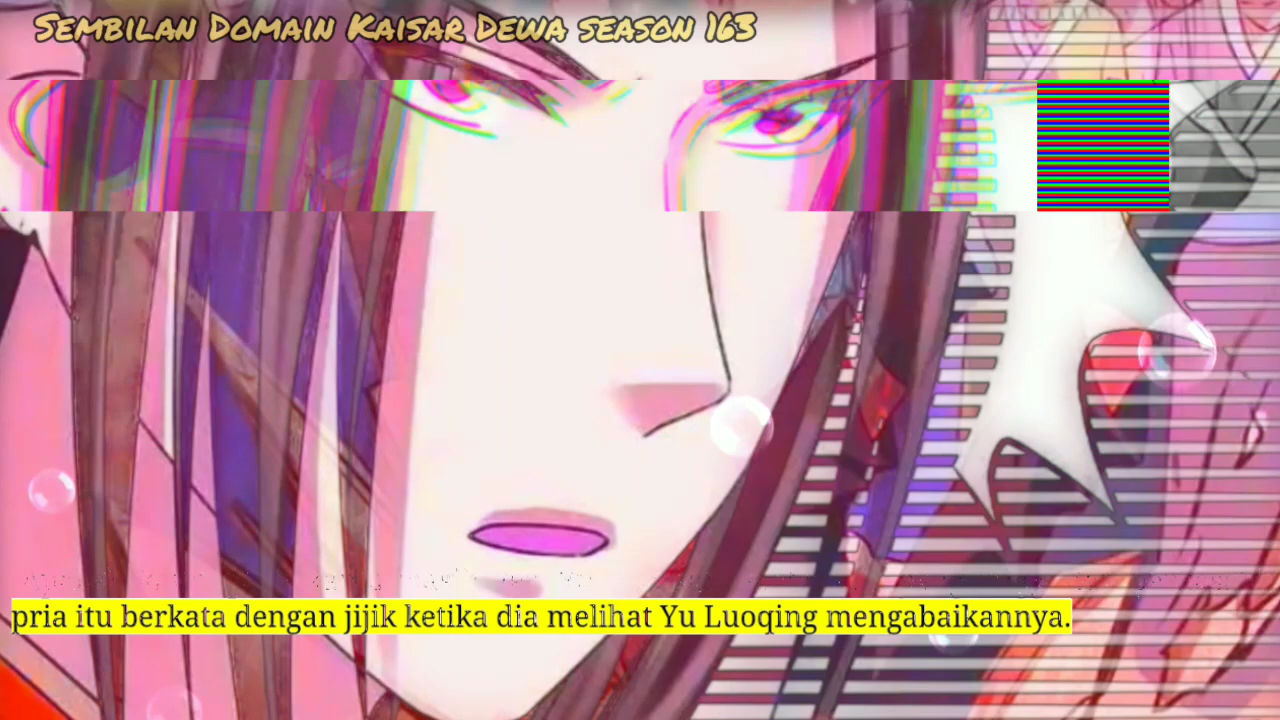 Sembilan Domain Kaisar Dewa season 163
pria itu berkata dengan jijik ketika dia melihat Yu Luoqing mengabaikannya.